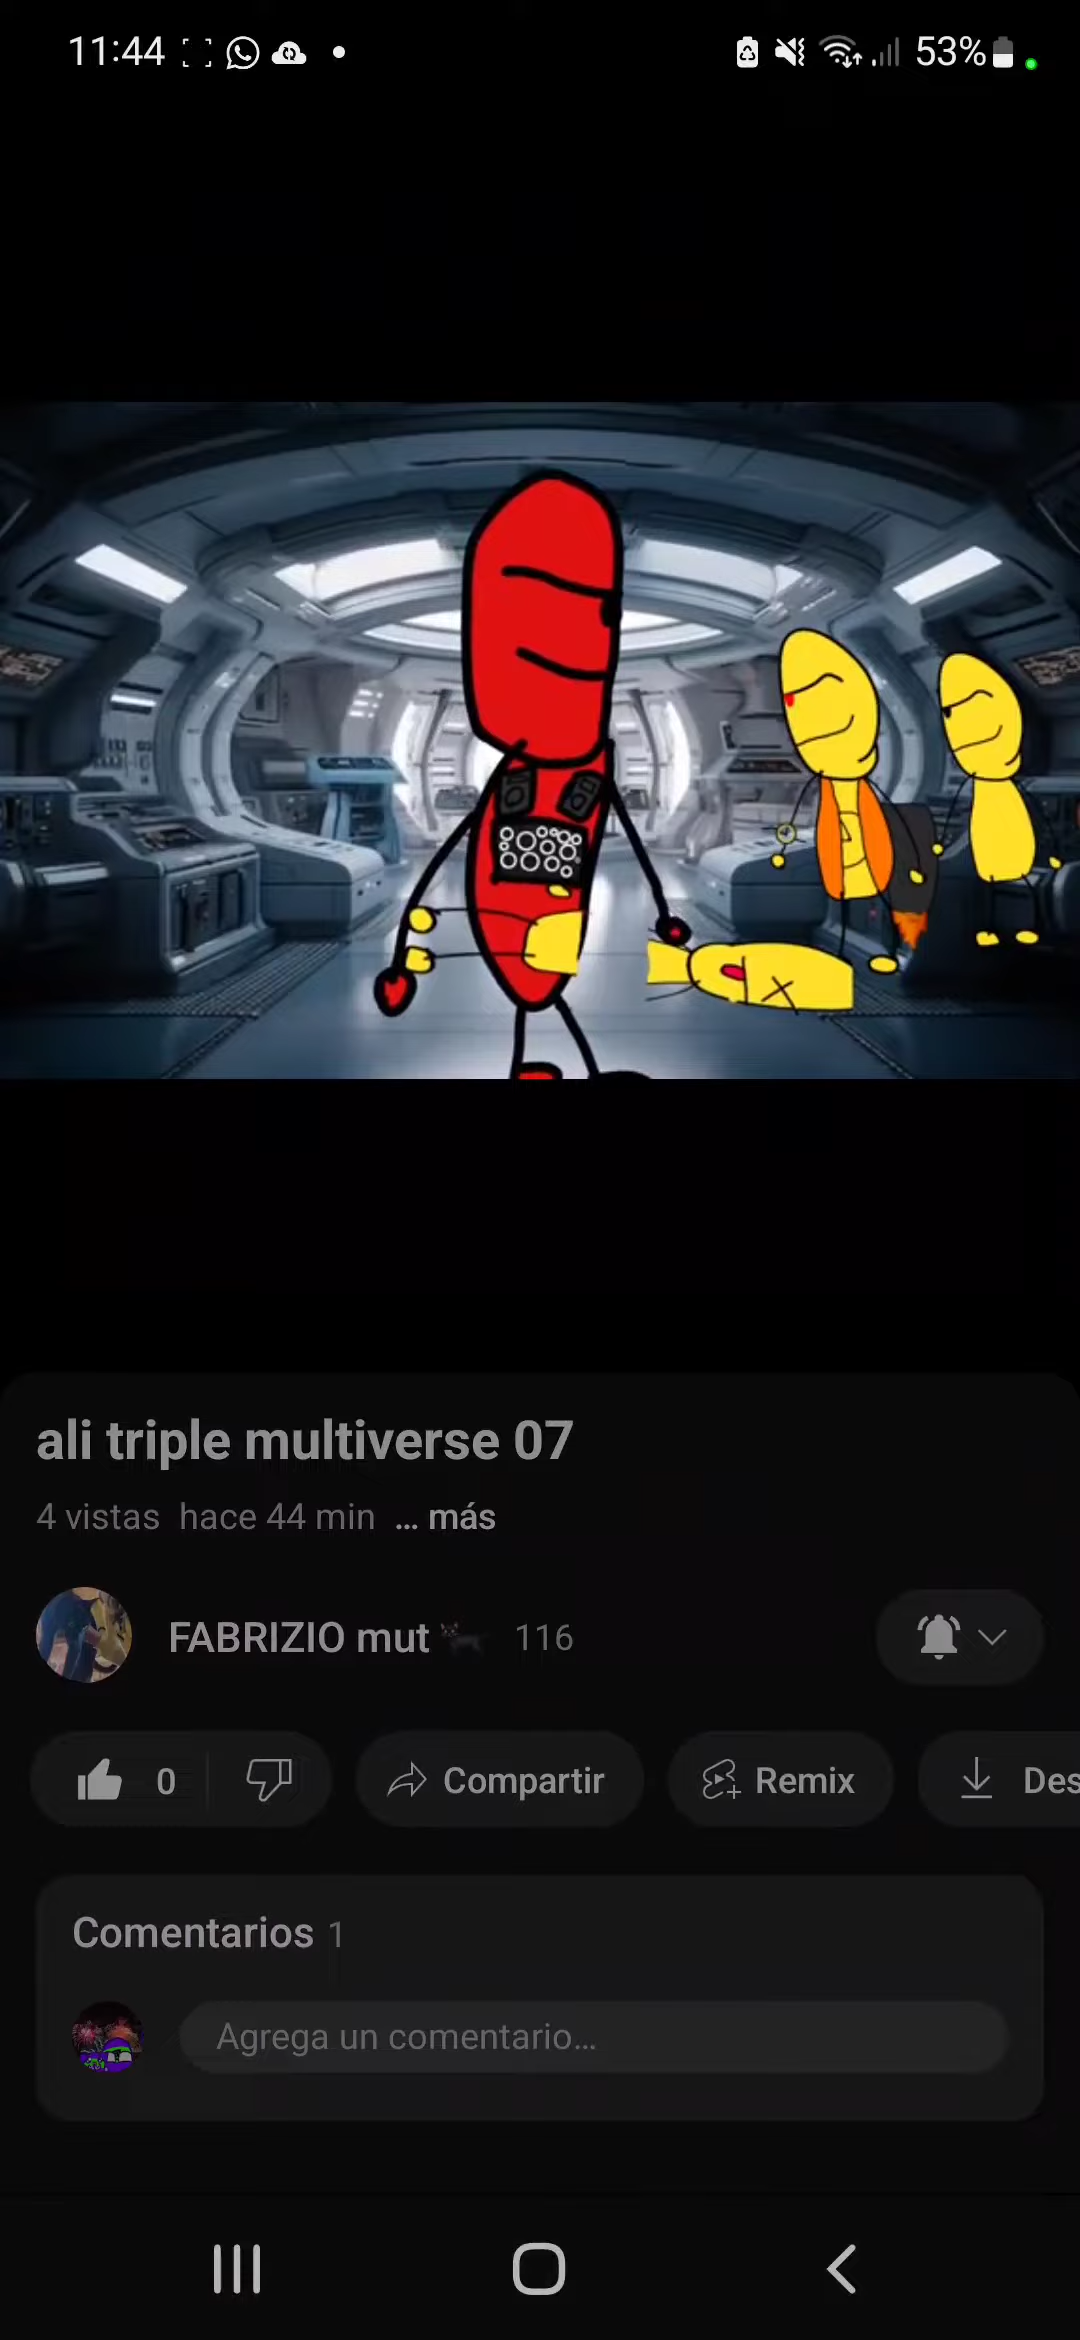 11:44 53%
ali triple multiverse 07
4 vistas hace 44 min ... más
FABRIZIO mut 🐈‍⬛ 116
0 Compartir Remix Des
Comentarios 1
Agrega un comentario...